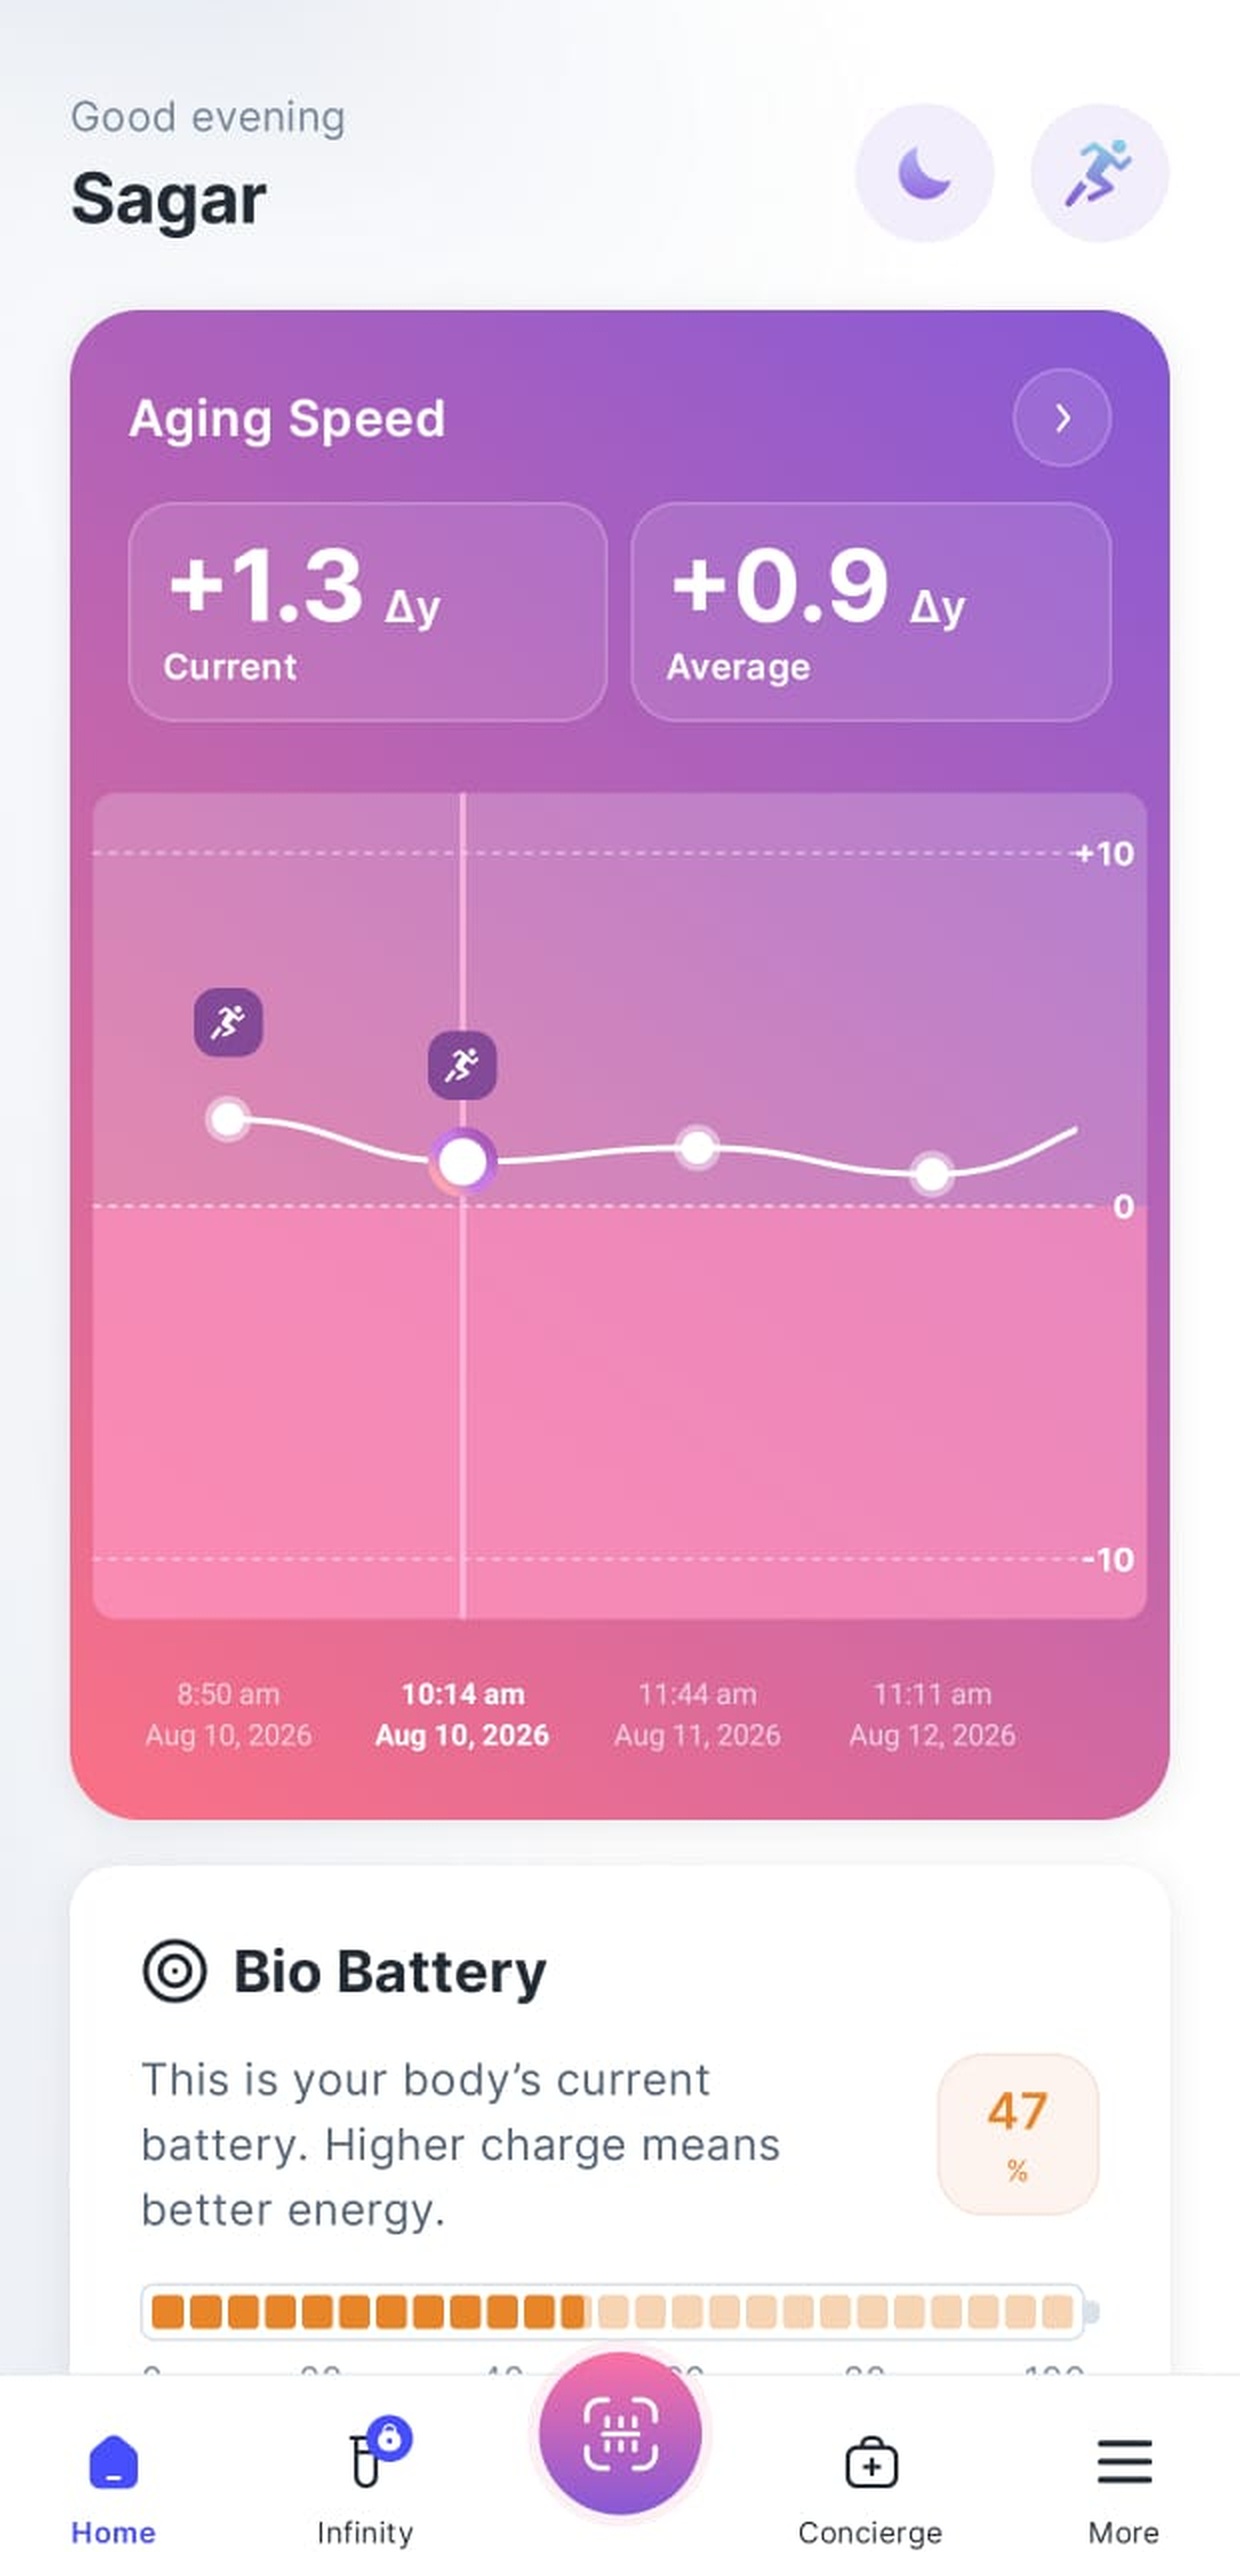 Good evening
Sagar
Aging Speed
+1.3 Δy
Current
+0.9 Δy
Average
+10
0
-10
8:50 am
Aug 10, 2026
10:14 am
Aug 10, 2026
11:44 am
Aug 11, 2026
11:11 am
Aug 12, 2026
Bio Battery
This is your body’s current
battery. Higher charge means
better energy.
47
%
Home
Infinity
Concierge
More